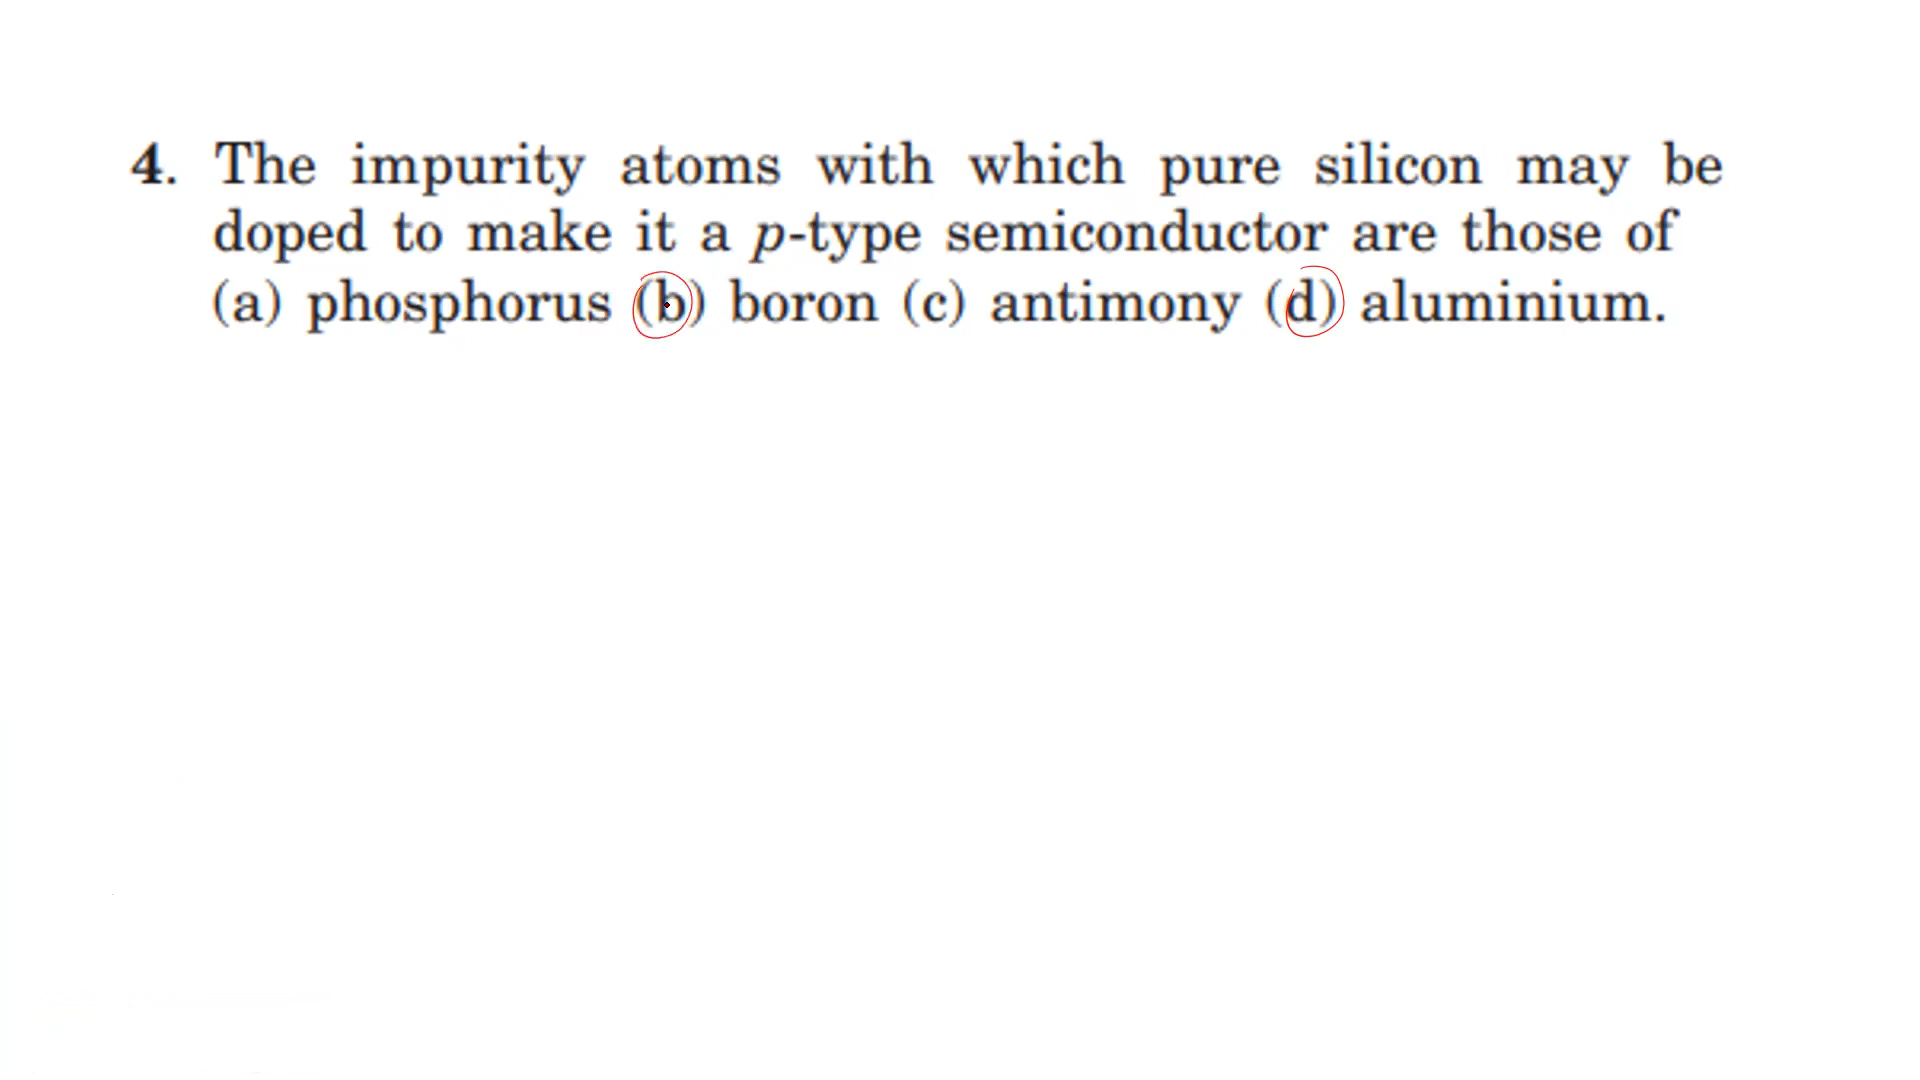 4. The impurity atoms with which pure silicon may be
doped to make it a p-type semiconductor are those of
(a) phosphorus (b) boron (c) antimony (d) aluminium.